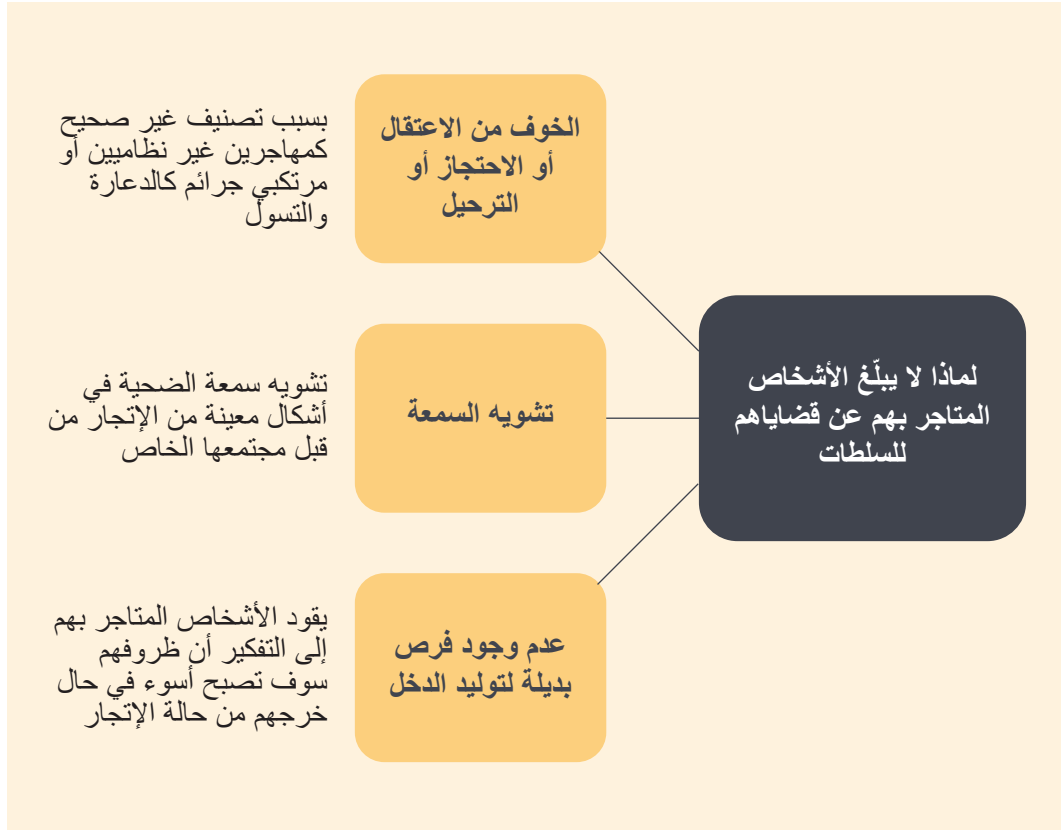 لماذا لا يبلّغ الأشخاص
المتاجر بهم عن قضاياهم
للسلطات
الخوف من الاعتقال
أو الاحتجاز أو
الترحيل
بسبب تصنيف غير صحيح
كمهاجرين غير نظاميين أو
مرتكبي جرائم كالدعارة
والتسول
تشويه السمعة
تشويه سمعة الضحية في
أشكال معينة من الإتجار من
قبل مجتمعها الخاص
عدم وجود فرص
بديلة لتوليد الدخل
يقود الأشخاص المتاجر بهم
إلى التفكير أن ظروفهم
سوف تصبح أسوء في حال
خرجهم من حالة الإتجار